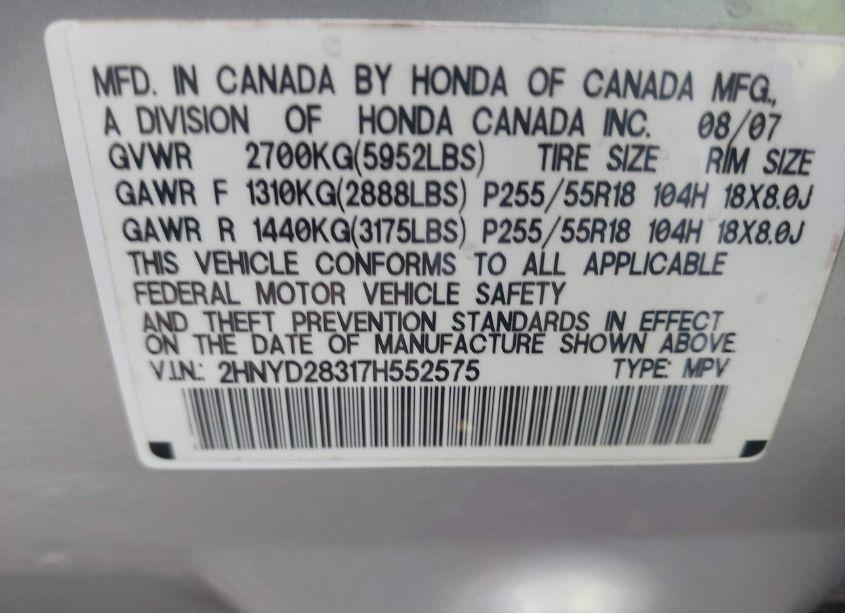 MFD. IN CANADA BY HONDA OF CANADA MFG.,
A DIVISION OF HONDA CANADA INC. 08/07
GVWR 2700KG(5952LBS) TIRE SIZE RIM SIZE
GAWR F 1310KG(2888LBS) P255/55R18 104H 18X8.0J
GAWR R 1440KG(3175LBS) P255/55R18 104H 18X8.0J
THIS VEHICLE CONFORMS TO ALL APPLICABLE
FEDERAL MOTOR VEHICLE SAFETY
AND THEFT PREVENTION STANDARDS IN EFFECT
ON THE DATE OF MANUFACTURE SHOWN ABOVE
V.I.N.: 2HNYD28317H552575 TYPE: MPV